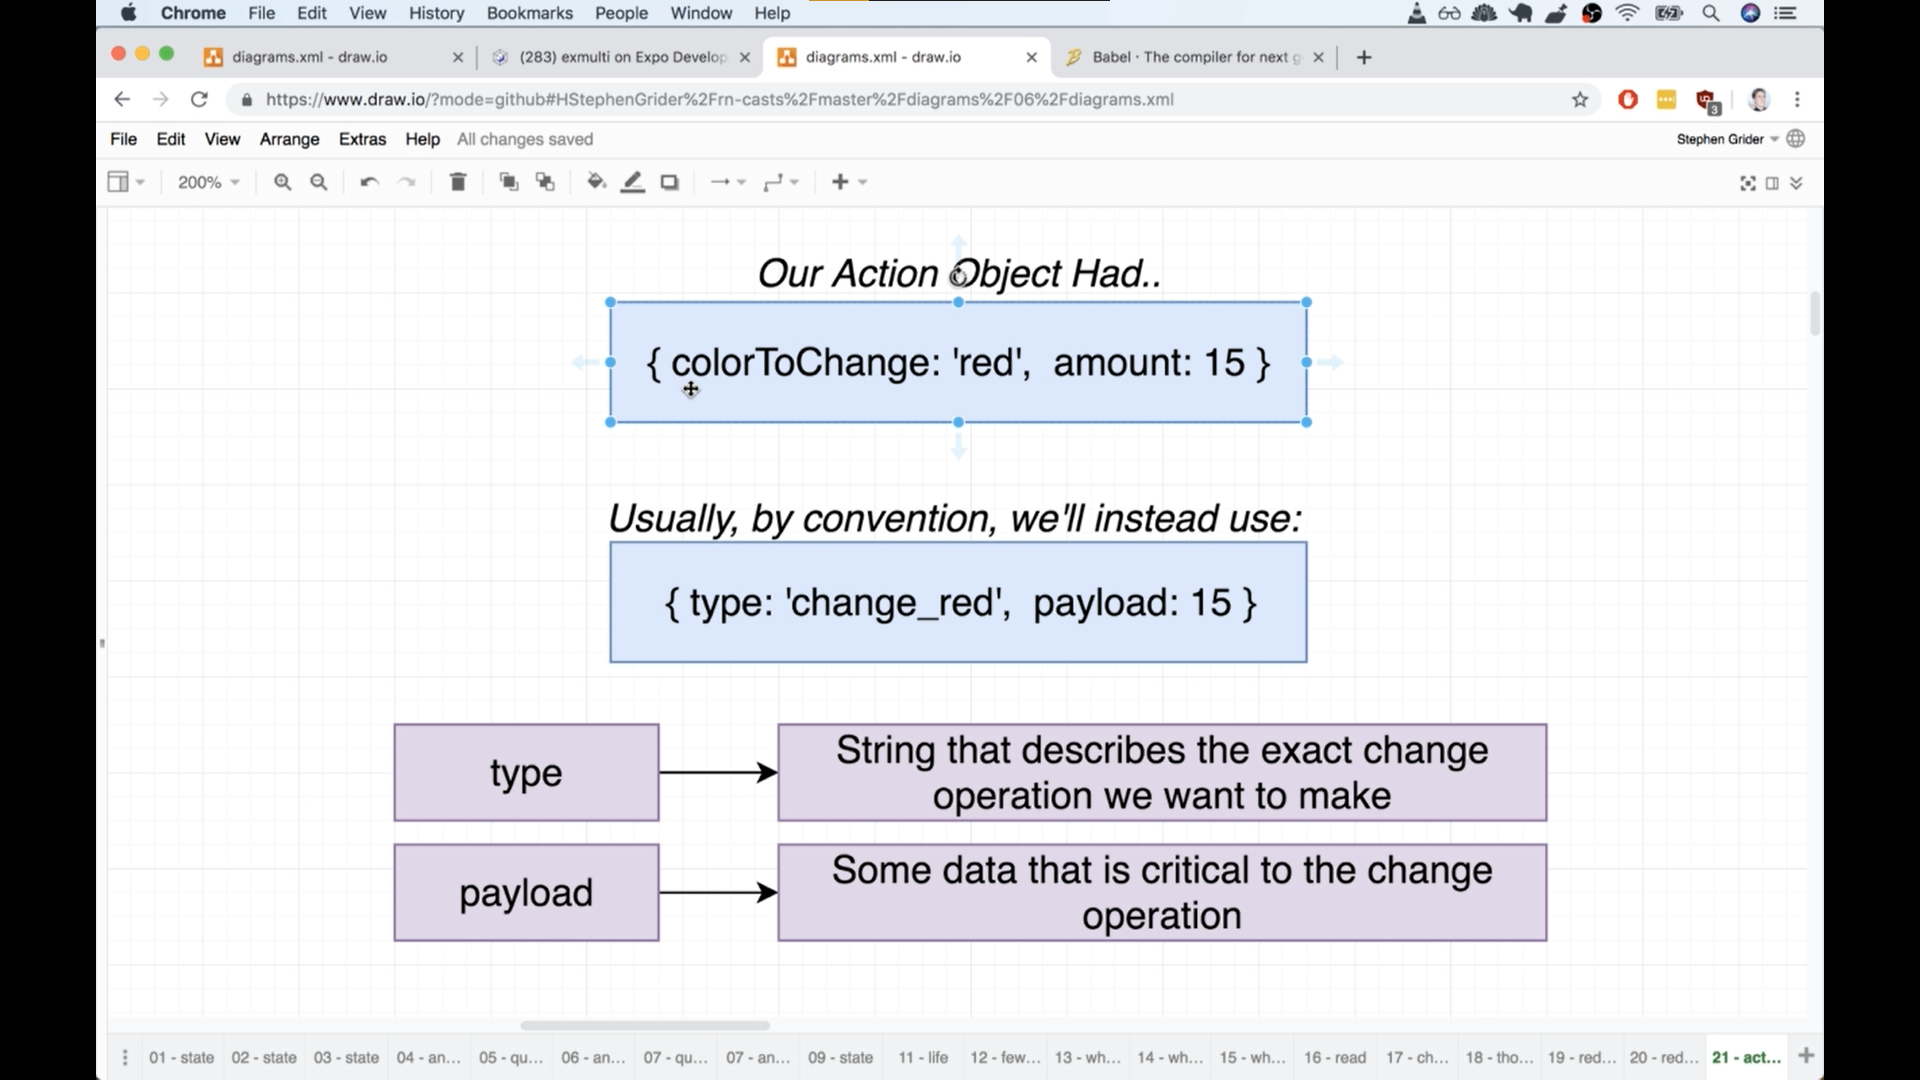 Chrome File Edit View History Bookmarks People Window Help
diagrams.xml - draw.io
(283) exmulti on Expo Develop
diagrams.xml - draw.io
Babel · The compiler for next g
https://www.draw.io/?mode=github#HStephenGrider%2Frn-casts%2Fmaster%2Fdiagrams%2F06%2Fdiagrams.xml
3
File Edit View Arrange Extras Help All changes saved
Stephen Grider
200%
Our Action Object Had..
{ colorToChange: 'red', amount: 15 }
Usually, by convention, we'll instead use:
{ type: 'change_red', payload: 15 }
type
String that describes the exact change
operation we want to make
payload
Some data that is critical to the change
operation
01 - state 02 - state 03 - state 04 - an... 05 - qu... 06 - an... 07 - qu... 07 - an... 09 - state 11 - life 12 - few... 13 - wh... 14 - wh... 15 - wh... 16 - read 17 - ch... 18 - tho... 19 - red... 20 - red... 21 - act...